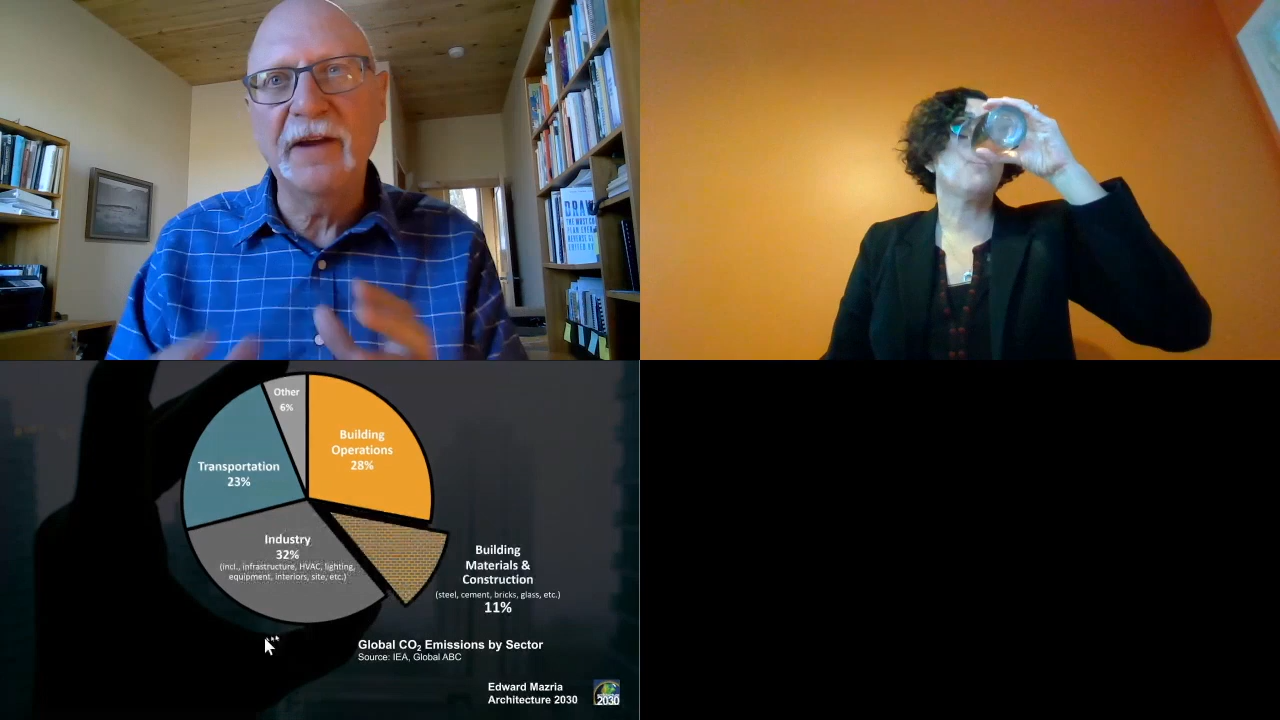 DRAW
Other
6%
Building
Operations
28%
Transportation
23%
Industry
32%
(incl., infrastructure, HVAC, lighting,
equipment, interiors, site, etc.)
Building
Materials &
Construction
(steel, cement, bricks, glass, etc.)
11%
Global CO₂ Emissions by Sector
Source: IEA, Global ABC
Edward Mazria
Architecture 2030
2030